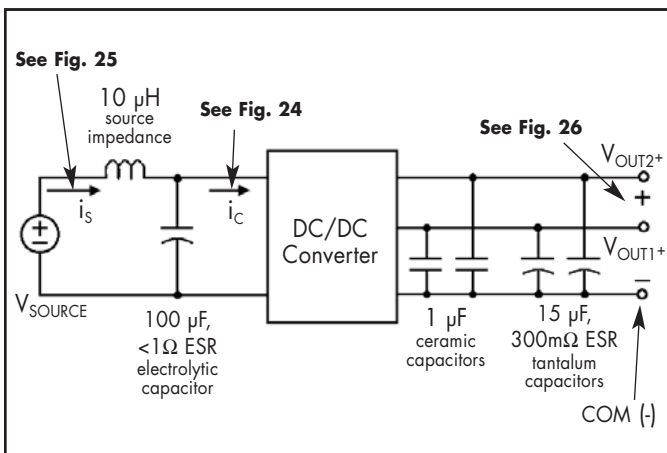 See Fig. 25
10 µH
source
impedance
See Fig. 24
See Fig. 26
VOUT2+
+
iS
iC
DC/DC
Converter
VOUT1+
+
−
VSOURCE
−
100 µF,
<1Ω ESR
electrolytic
capacitor
1 µF
ceramic
capacitors
15 µF,
300mΩ ESR
tantalum
capacitors
COM (-)